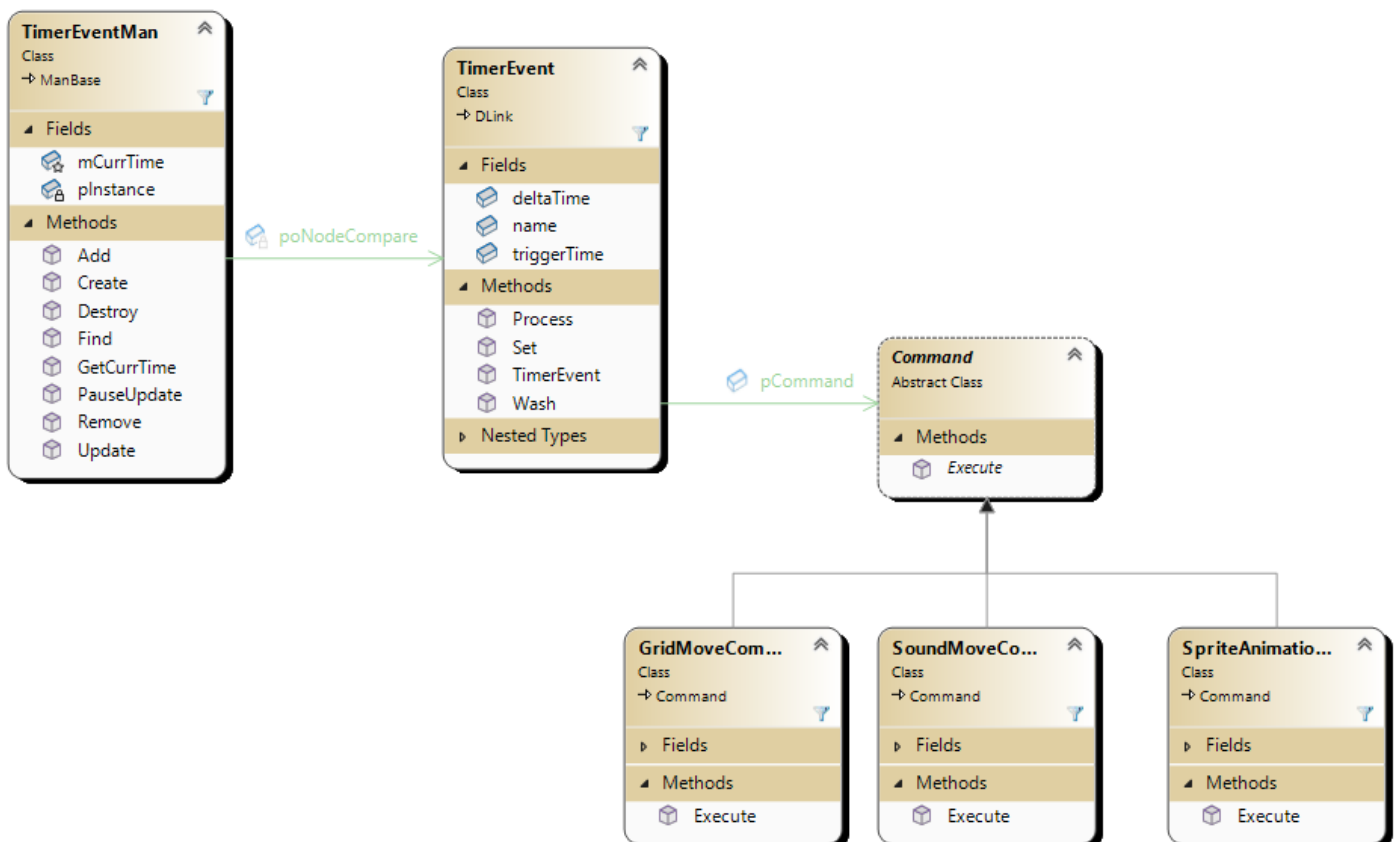 TimerEventMan
Class
ManBase
Fields
mCurrTime
pInstance
Methods
Add
Create
Destroy
Find
GetCurrTime
PauseUpdate
Remove
Update
poNodeCompare
TimerEvent
Class
DLink
Fields
deltaTime
name
triggerTime
Methods
Process
Set
TimerEvent
Wash
Nested Types
pCommand
Command
Abstract Class
Methods
Execute
GridMoveCom...
Class
Command
Fields
Methods
Execute
SoundMoveCo...
Class
Command
Fields
Methods
Execute
SpriteAnimatio...
Class
Command
Fields
Methods
Execute